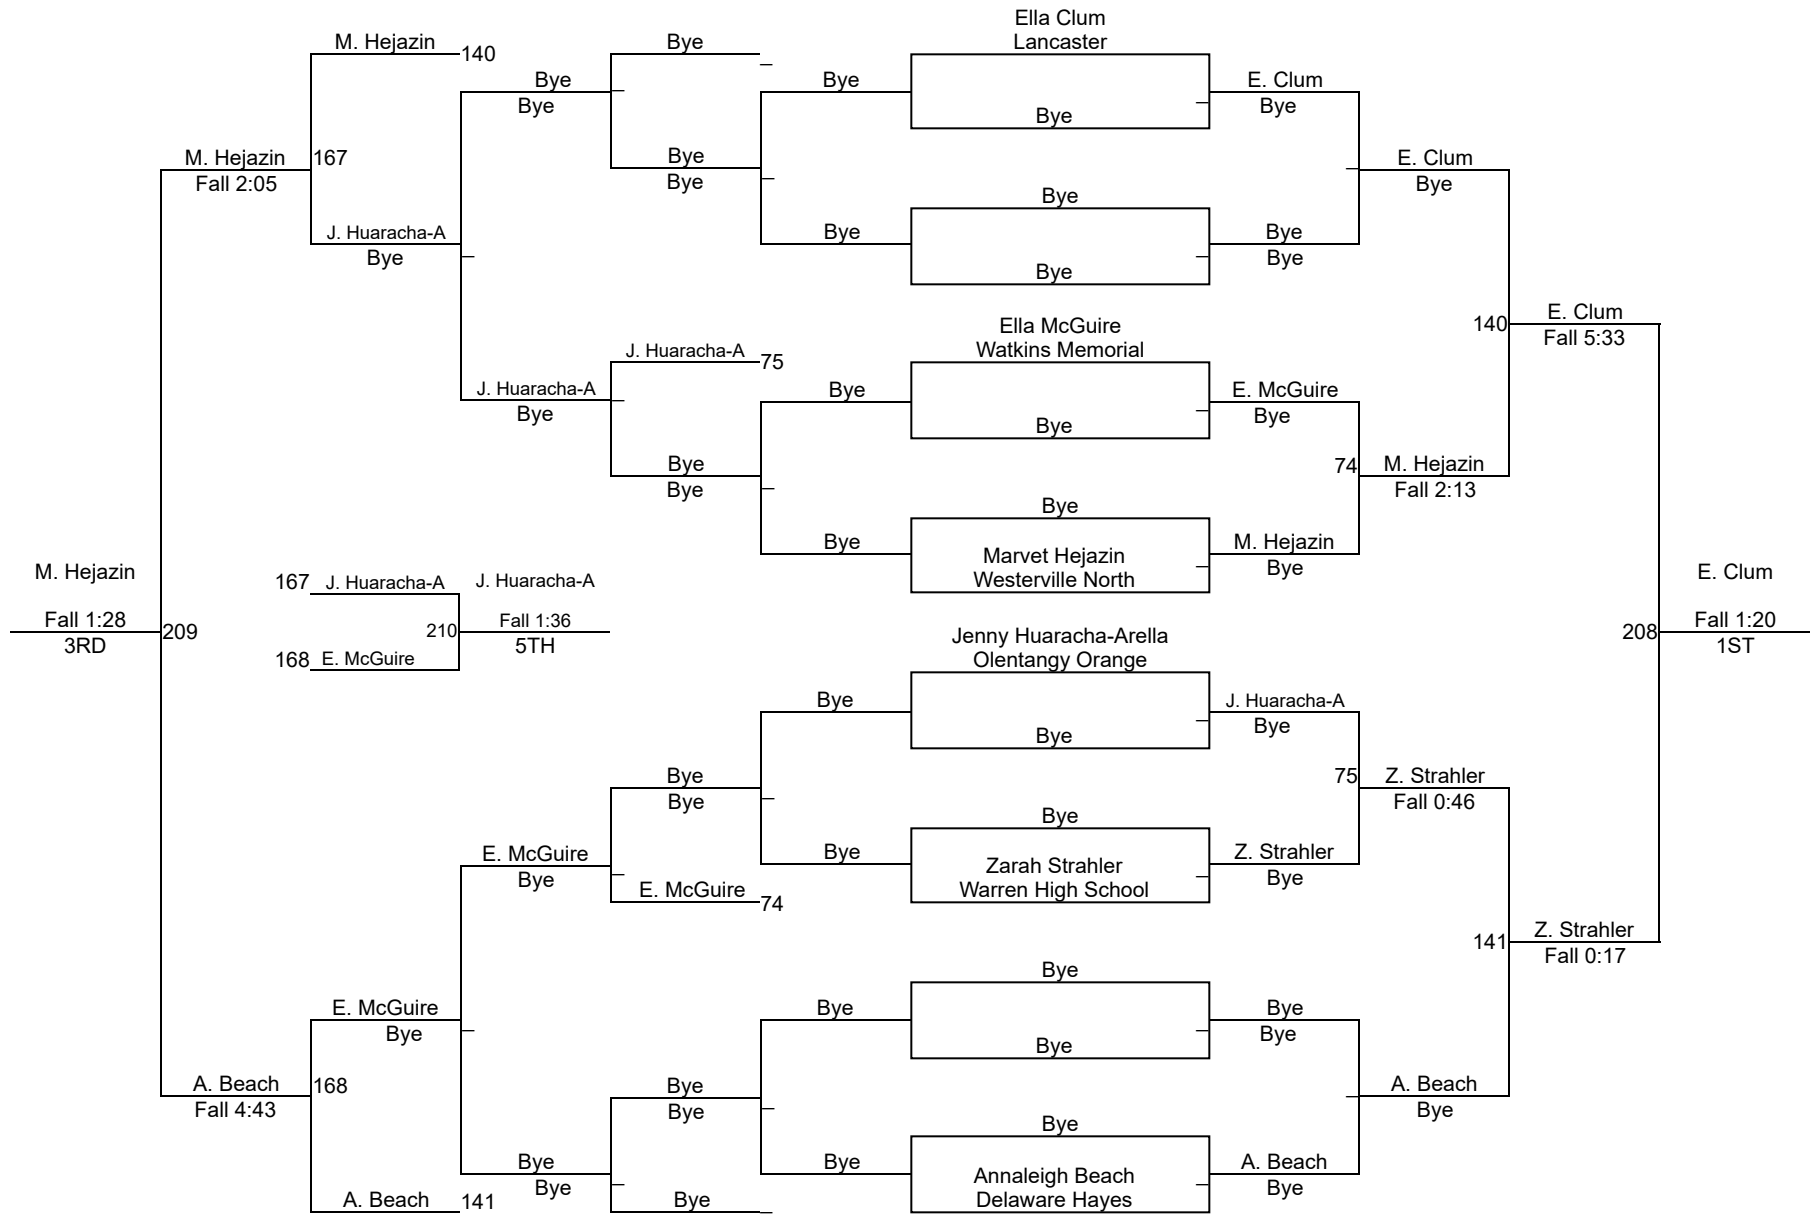 Ella Clum
Lancaster
M. Hejazin
140
Bye
Bye
Bye
Bye
E. Clum
Bye
Bye
Bye
M. Hejazin
167
Fall 2:05
Bye
Bye
E. Clum
Bye
Bye
J. Huaracha-A
Bye
Bye
Bye
Bye
Bye
E. Clum
Fall 5:33
140
Ella McGuire
Watkins Memorial
J. Huaracha-A
75
J. Huaracha-A
Bye
Bye
E. McGuire
Bye
Bye
Bye
Bye
74
M. Hejazin
Fall 2:13
Bye
Bye
Marvet Hejazin
Westerville North
M. Hejazin
Bye
M. Hejazin
Fall 1:28
3RD
209
167
J. Huaracha-A
J. Huaracha-A
210
Fall 1:36
5TH
168
E. McGuire
E. Clum
208
Fall 1:20
1ST
Jenny Huaracha-Arella
Olentangy Orange
Bye
J. Huaracha-A
Bye
Bye
Bye
Bye
75
Z. Strahler
Fall 0:46
Bye
E. McGuire
Bye
Bye
Zarah Strahler
Warren High School
Z. Strahler
Bye
E. McGuire
74
141
Z. Strahler
Fall 0:17
Bye
E. McGuire
Bye
Bye
Bye
Bye
Bye
A. Beach
168
Fall 4:43
Bye
Bye
A. Beach
Bye
Bye
Bye
Bye
Bye
Annaleigh Beach
Delaware Hayes
A. Beach
Bye
A. Beach
141
Bye